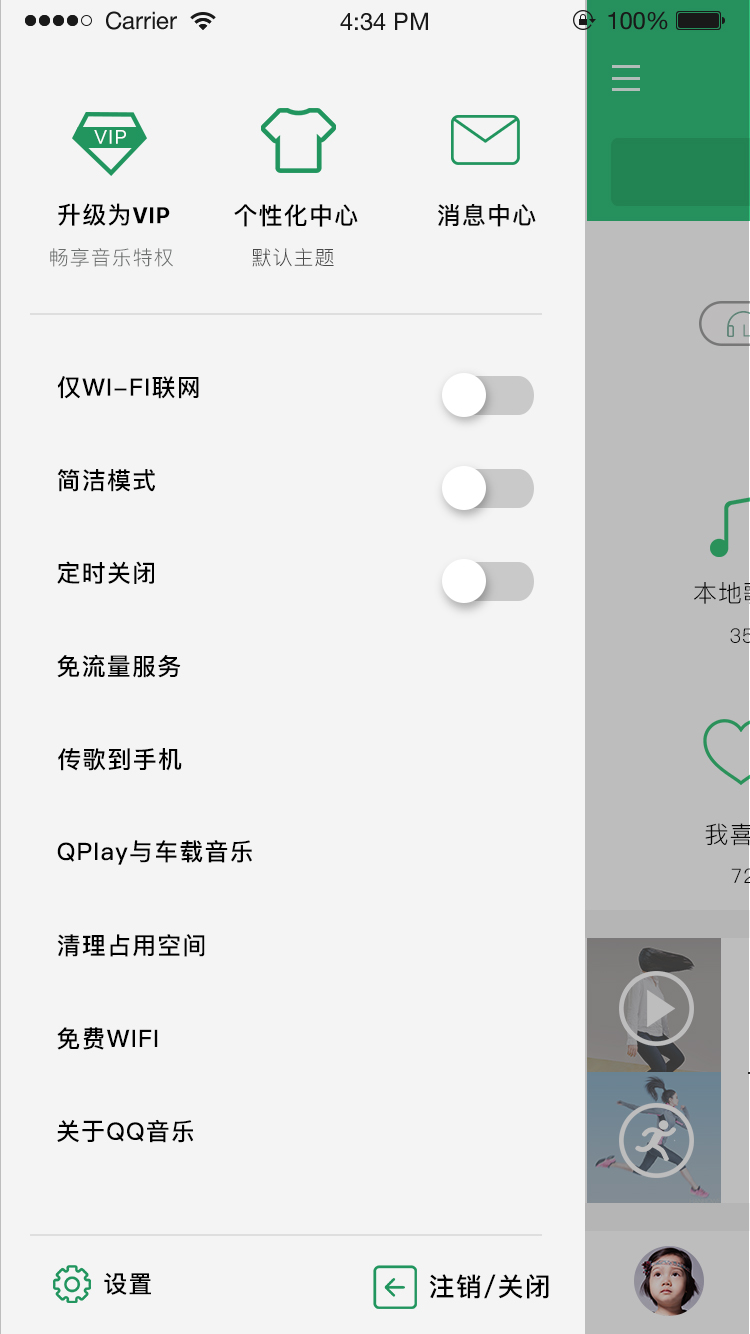 Carrier 4:34 PM 100%
VIP
升级为VIP 个性化中心 消息中心
畅享音乐特权 默认主题
仅WI-FI联网
简洁模式
定时关闭
本地
35
免流量服务
传歌到手机
我喜
72
QPlay与车载音乐
清理占用空间
免费WIFI
关于QQ音乐
设置 注销/关闭